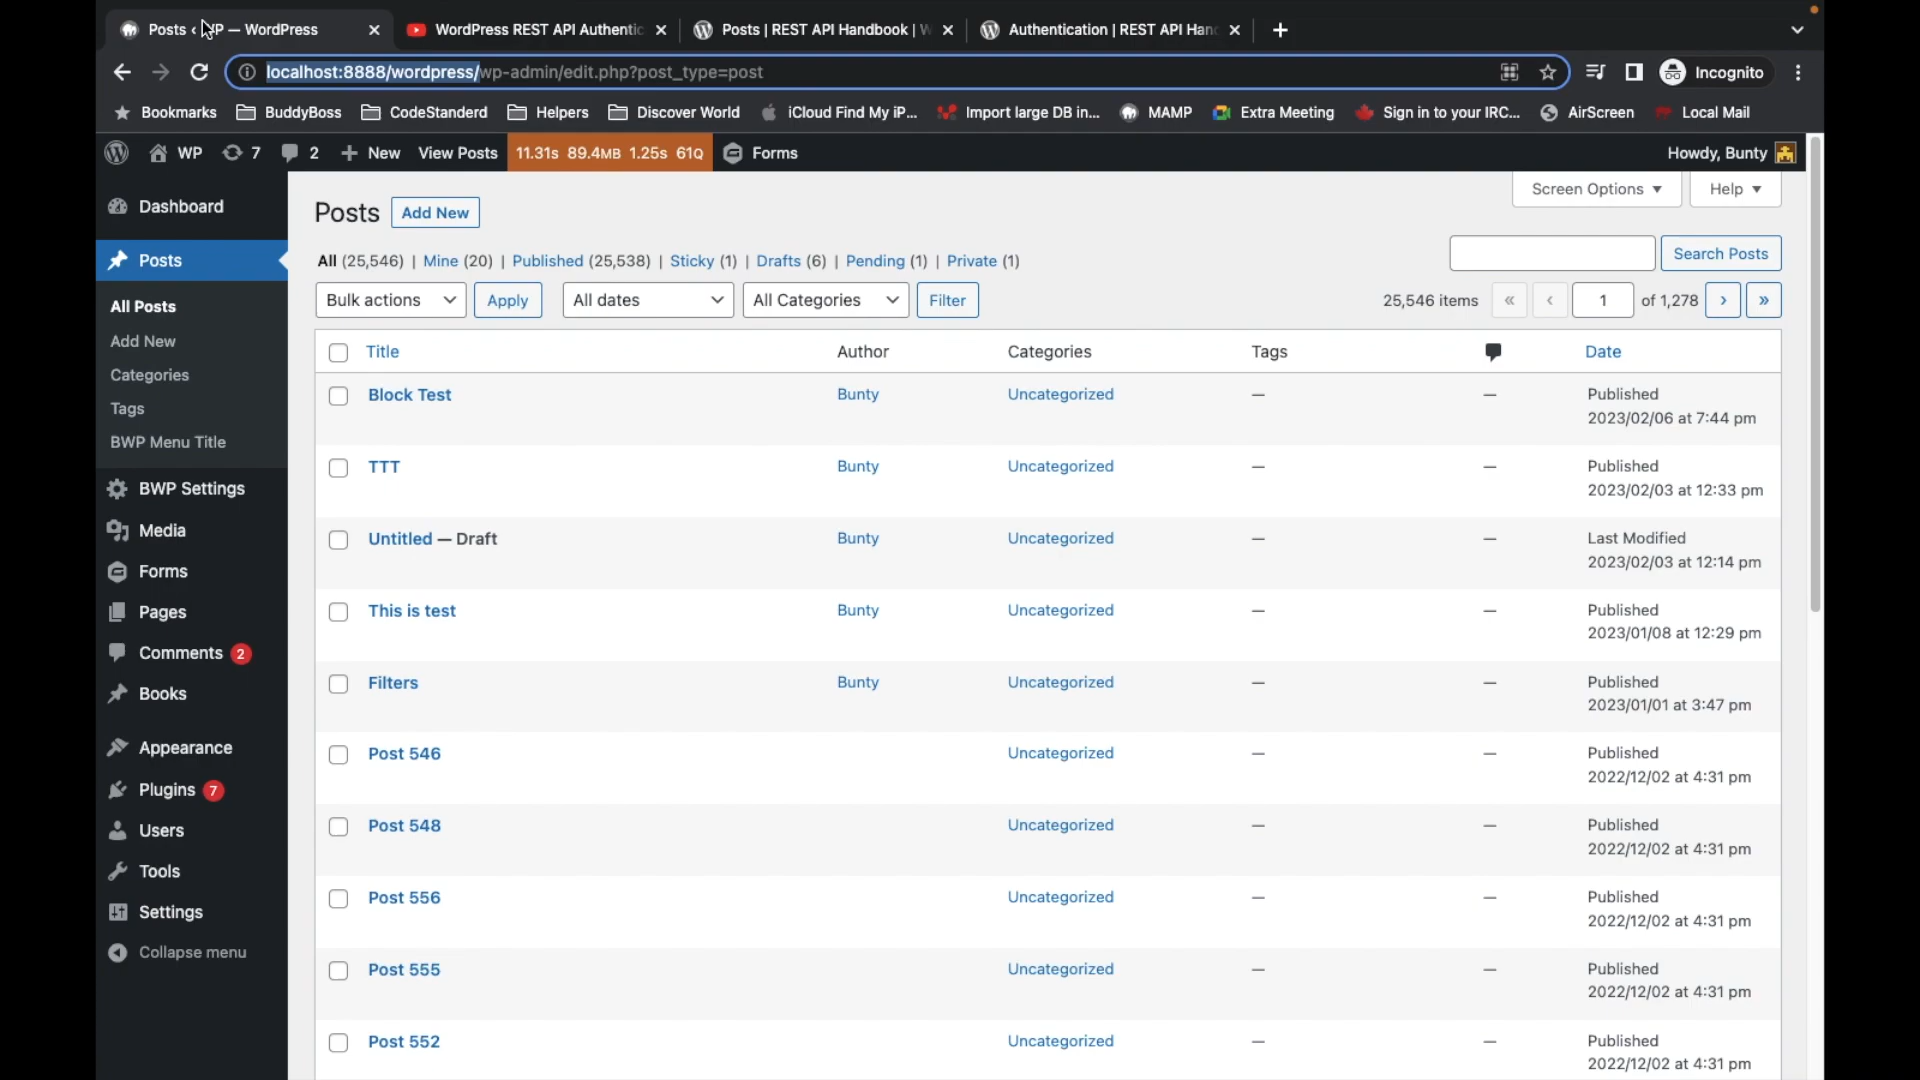 Posts ‹ WP — WordPress
WordPress REST API Authentic
Posts | REST API Handbook | W
Authentication | REST API Han
localhost:8888/wordpress/wp-admin/edit.php?post_type=post
Incognito
Bookmarks
BuddyBoss
CodeStanderd
Helpers
Discover World
iCloud Find My iP...
Import large DB in...
MAMP
Extra Meeting
Sign in to your IRC...
AirScreen
Local Mail
WP
7
2
New
View Posts
11.31s 89.4MB 1.25s 61Q
Forms
Howdy, Bunty
Dashboard
Posts
All Posts
Add New
Categories
Tags
BWP Menu Title
BWP Settings
Media
Forms
Pages
Comments 2
Books
Appearance
Plugins 7
Users
Tools
Settings
Collapse menu
Screen Options
Help
Posts
Add New
All (25,546) | Mine (20) | Published (25,538) | Sticky (1) | Drafts (6) | Pending (1) | Private (1)
Search Posts
Bulk actions
Apply
All dates
All Categories
Filter
25,546 items « ‹ 1 of 1,278 › »
Title Author Categories Tags Date
Block Test Bunty Uncategorized — — Published
2023/02/06 at 7:44 pm
TTT Bunty Uncategorized — — Published
2023/02/03 at 12:33 pm
Untitled — Draft Bunty Uncategorized — — Last Modified
2023/02/03 at 12:14 pm
This is test Bunty Uncategorized — — Published
2023/01/08 at 12:29 pm
Filters Bunty Uncategorized — — Published
2023/01/01 at 3:47 pm
Post 546 Uncategorized — — Published
2022/12/02 at 4:31 pm
Post 548 Uncategorized — — Published
2022/12/02 at 4:31 pm
Post 556 Uncategorized — — Published
2022/12/02 at 4:31 pm
Post 555 Uncategorized — — Published
2022/12/02 at 4:31 pm
Post 552 Uncategorized — — Published
2022/12/02 at 4:31 pm